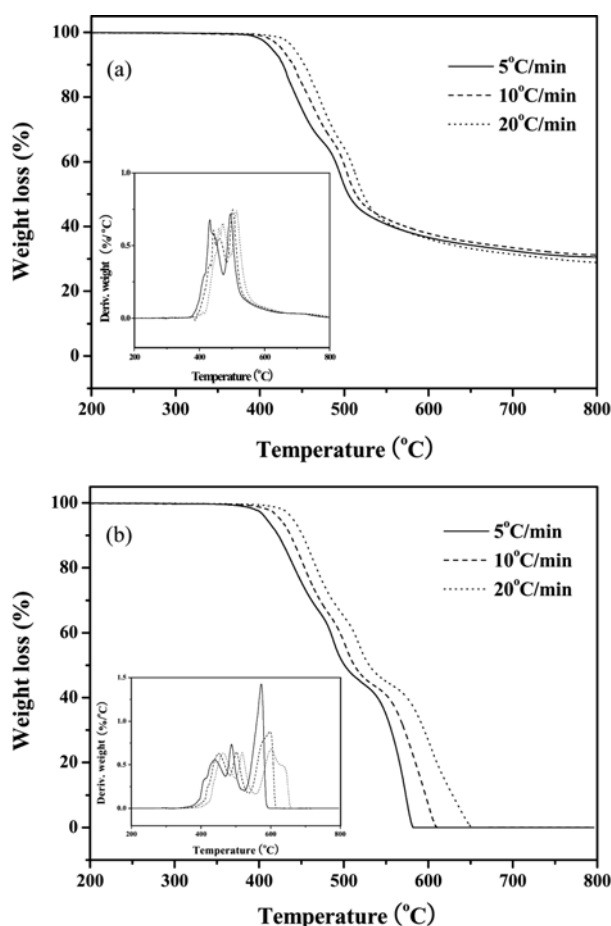 (a)
5°C/min
10°C/min
20°C/min
Weight loss (%)
100
80
60
40
20
0
200 300 400 500 600 700 800
Temperature (°C)
Deriv. weight (%/°C)
1.0
0.5
0.0
200 400 600 800
Temperature (°C)
(b)
5°C/min
10°C/min
20°C/min
Weight loss (%)
100
80
60
40
20
0
200 300 400 500 600 700 800
Temperature (°C)
Deriv. weight (%/°C)
1.5
1.0
0.5
0.0
200 400 600 800
Temperature (°C)